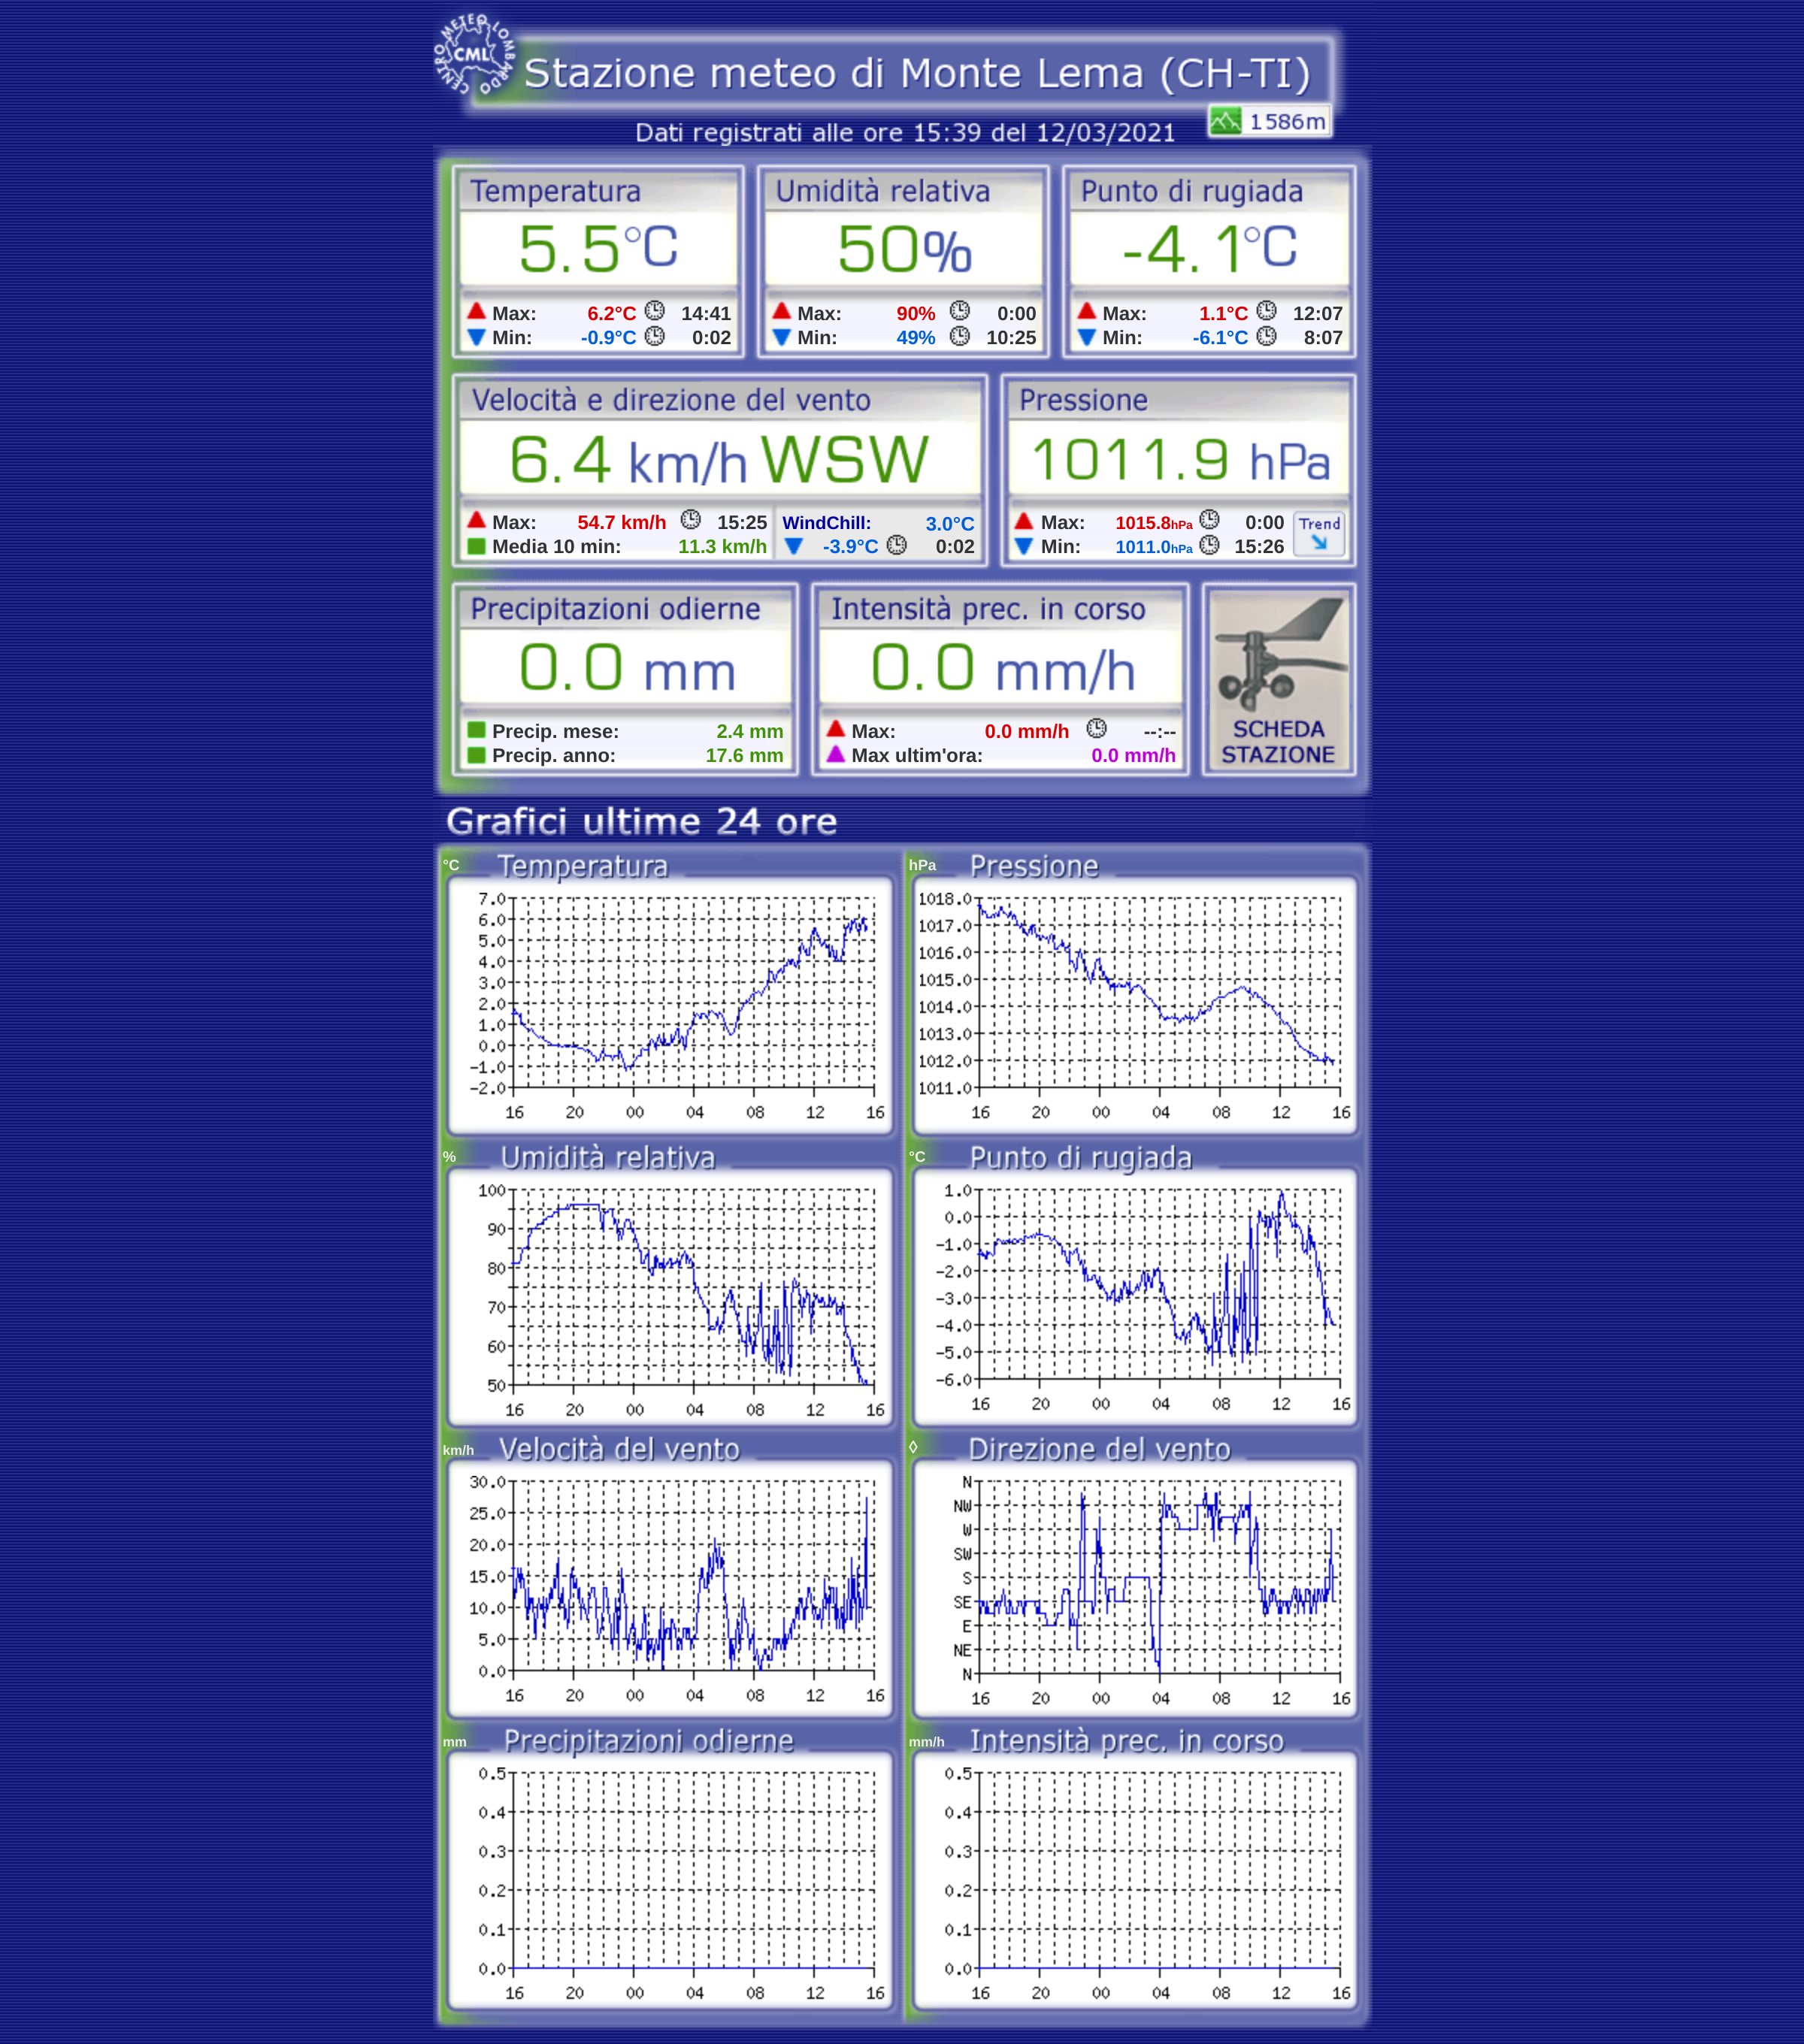 CENTRO METEO LOMBARDO
CML
Stazione meteo di Monte Lema (CH-TI)
1586m
Dati registrati alle ore 15:39 del 12/03/2021
Temperatura
5.5°C
Max: 6.2°C 14:41
Min: -0.9°C 0:02
Umidità relativa
50%
Max: 90% 0:00
Min: 49% 10:25
Punto di rugiada
-4.1°C
Max: 1.1°C 12:07
Min: -6.1°C 8:07
Velocità e direzione del vento
6.4 km/h WSW
Max: 54.7 km/h 15:25
Media 10 min: 11.3 km/h
WindChill: 3.0°C
-3.9°C 0:02
Pressione
1011.9 hPa
Max: 1015.8hPa 0:00
Min: 1011.0hPa 15:26
Trend
Precipitazioni odierne
0.0 mm
Precip. mese: 2.4 mm
Precip. anno: 17.6 mm
Intensità prec. in corso
0.0 mm/h
Max: 0.0 mm/h --:--
Max ultim'ora: 0.0 mm/h
SCHEDA
STAZIONE
Grafici ultime 24 ore
°C Temperatura
7.0
6.0
5.0
4.0
3.0
2.0
1.0
0.0
-1.0
-2.0
16 20 00 04 08 12 16
hPa Pressione
1018.0
1017.0
1016.0
1015.0
1014.0
1013.0
1012.0
1011.0
16 20 00 04 08 12 16
% Umidità relativa
100
90
80
70
60
50
16 20 00 04 08 12 16
°C Punto di rugiada
1.0
0.0
-1.0
-2.0
-3.0
-4.0
-5.0
-6.0
16 20 00 04 08 12 16
km/h Velocità del vento
30.0
25.0
20.0
15.0
10.0
5.0
0.0
16 20 00 04 08 12 16
◊ Direzione del vento
N
NW
W
SW
S
SE
E
NE
N
16 20 00 04 08 12 16
mm Precipitazioni odierne
0.5
0.4
0.3
0.2
0.1
0.0
16 20 00 04 08 12 16
mm/h Intensità prec. in corso
0.5
0.4
0.3
0.2
0.1
0.0
16 20 00 04 08 12 16